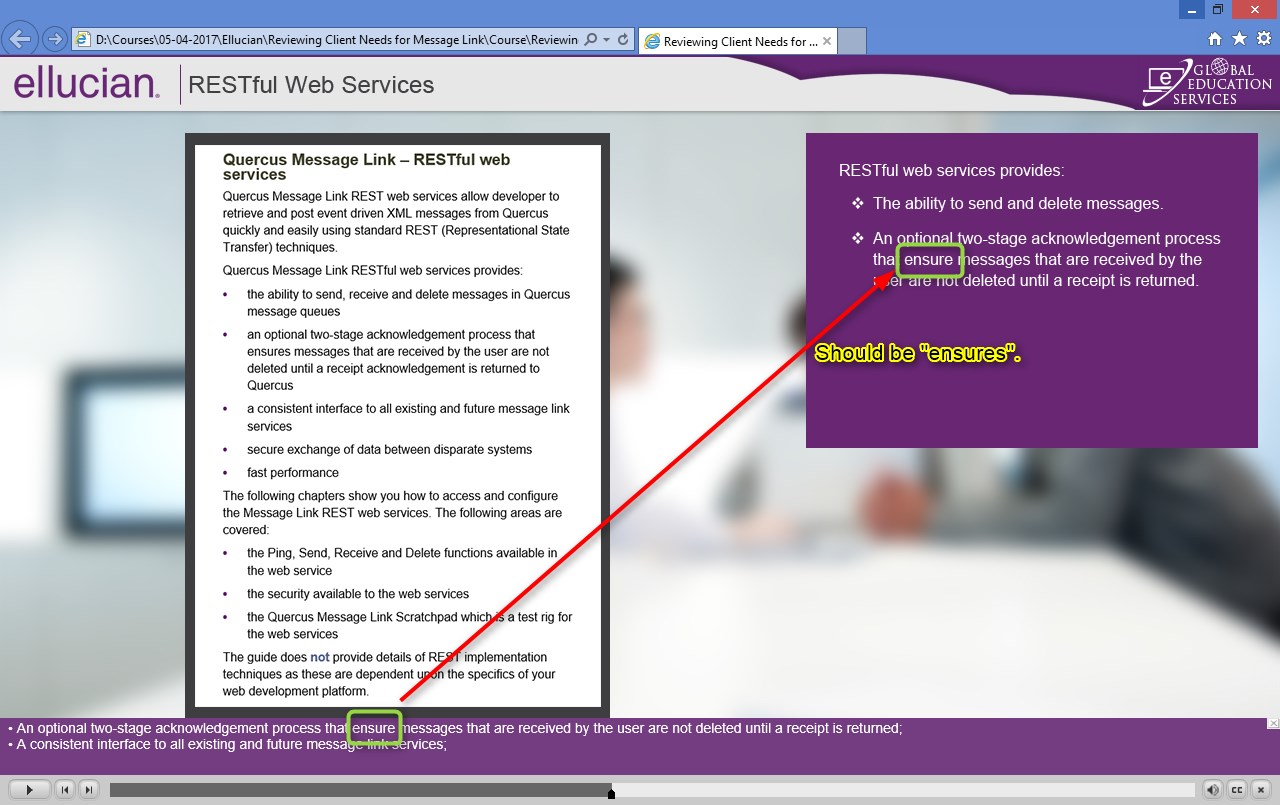 D:\Courses\05-04-2017\Ellucian\Reviewing Client Needs for Message Link\Course\Reviewin
Reviewing Client Needs for ...
ellucian.
RESTful Web Services
e
GLOBAL
EDUCATION
SERVICES
Quercus Message Link – RESTful web
services
Quercus Message Link REST web services allow developer to
retrieve and post event driven XML messages from Quercus
quickly and easily using standard REST (Representational State
Transfer) techniques.
Quercus Message Link RESTful web services provides:
• the ability to send, receive and delete messages in Quercus
message queues
• an optional two-stage acknowledgement process that
ensures messages that are received by the user are not
deleted until a receipt acknowledgement is returned to
Quercus
• a consistent interface to all existing and future message link
services
• secure exchange of data between disparate systems
• fast performance
The following chapters show you how to access and configure
the Message Link REST web services. The following areas are
covered:
• the Ping, Send, Receive and Delete functions available in
the web service
• the security available to the web services
• the Quercus Message Link Scratchpad which is a test rig for
the web services
The guide does not provide details of REST implementation
techniques as these are dependent upon the specifics of your
web development platform.
RESTful web services provides:
❖ The ability to send and delete messages.
❖ An optional two-stage acknowledgement process
that ensure messages that are received by the
user are not deleted until a receipt is returned.
Should be "ensures".
• An optional two-stage acknowledgement process that ensure messages that are received by the user are not deleted until a receipt is returned;
• A consistent interface to all existing and future message link services;
CC